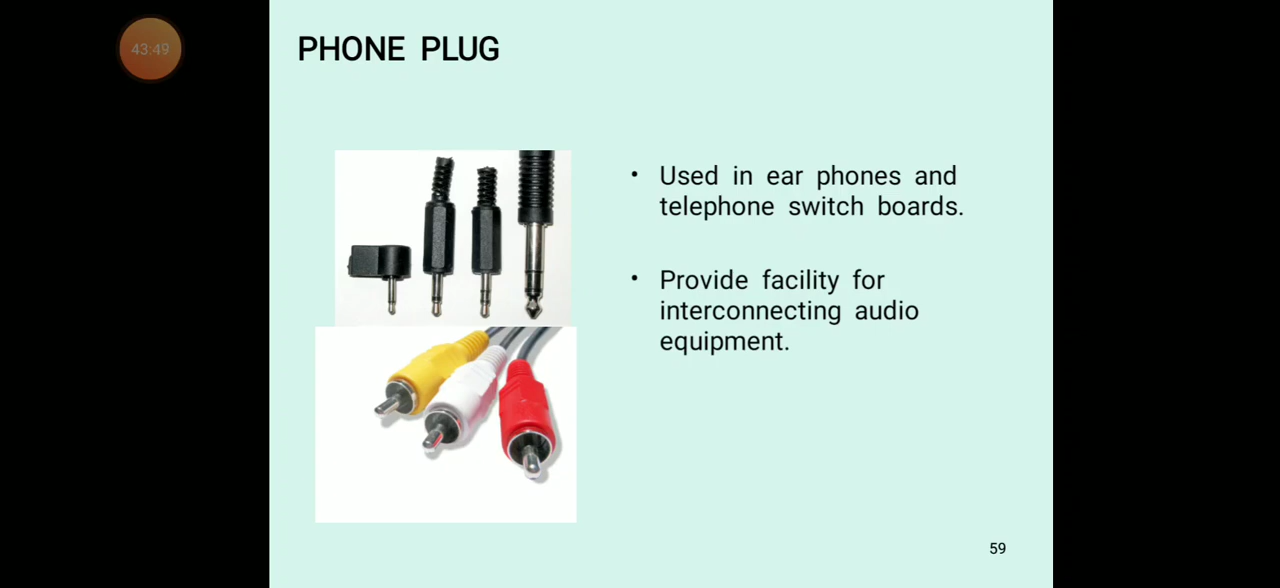 43:49
PHONE PLUG
• Used in ear phones and
telephone switch boards.
• Provide facility for
interconnecting audio
equipment.
59